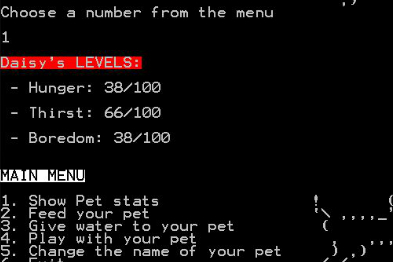 Choose a number from the menu
1
Daisy's LEVELS:
- Hunger: 38/100
- Thirst: 66/100
- Boredom: 38/100
MAIN MENU
1. Show Pet stats
2. Feed your pet
3. Give water to your pet
4. Play with your pet
5. Change the name of your pet